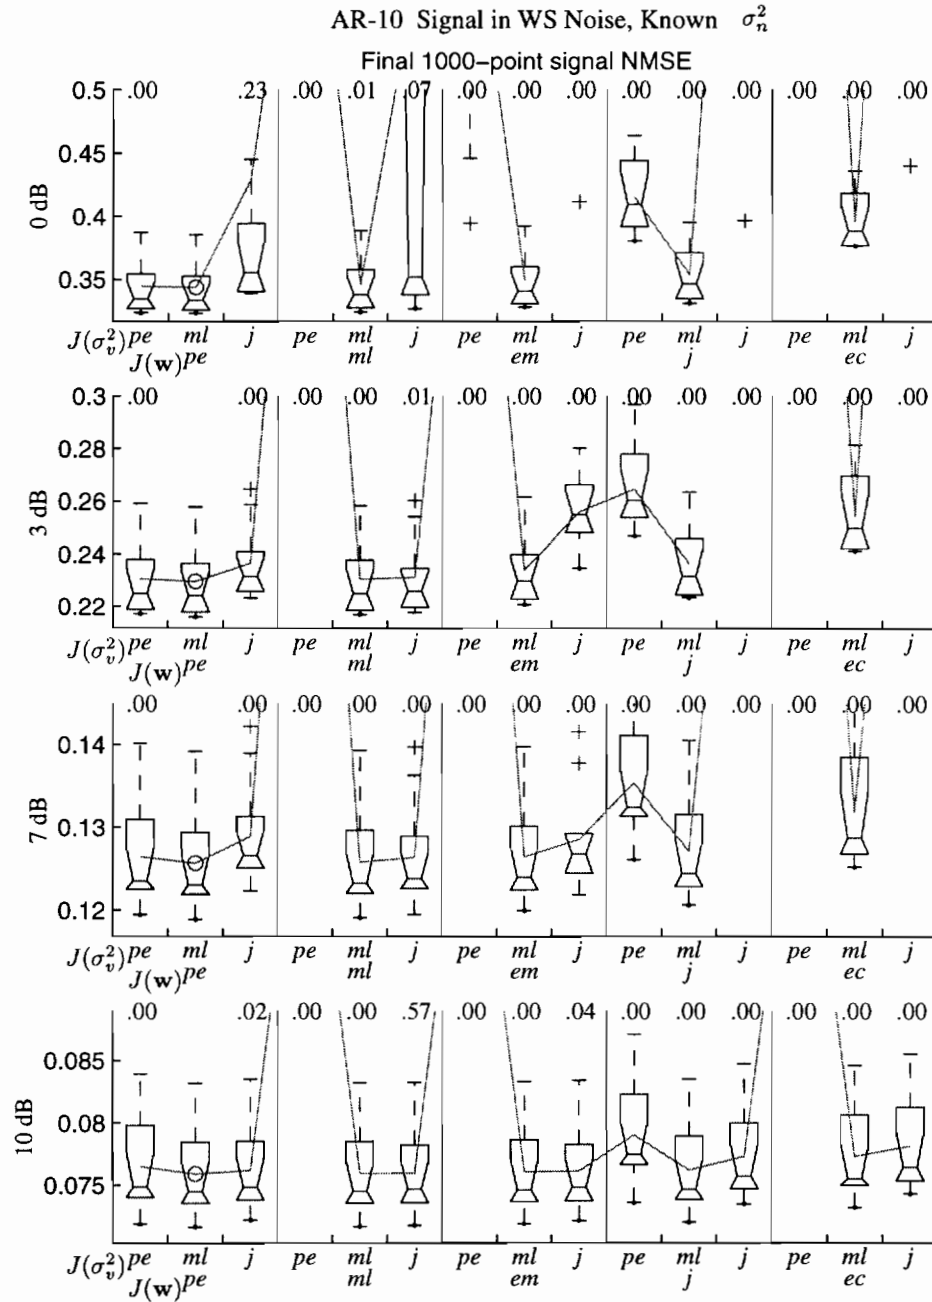 AR-10 Signal in WS Noise, Known σ_n^2
Final 1000–point signal NMSE
0.5 .00 .23 .00 .01 .07 .00 .00 .00 .00 .00 .00 .00 .00 .00
0.45
0.4
0.35
0 dB
J(σ_v^2) pe ml j pe ml j pe ml j pe ml j pe ml j
J(w) pe ml em j ec
0.3 .00 .00 .00 .00 .01 .00 .00 .00 .00 .00 .00 .00 .00 .00
0.28
0.26
0.24
0.22
3 dB
J(σ_v^2) pe ml j pe ml j pe ml j pe ml j pe ml j
J(w) pe ml em j ec
.00 .00 .00 .00 .00 .00 .00 .00 .00 .00 .00 .00 .00 .00
0.14
0.13
0.12
7 dB
J(σ_v^2) pe ml j pe ml j pe ml j pe ml j pe ml j
J(w) pe ml em j ec
.00 .02 .00 .00 .57 .00 .00 .04 .00 .00 .00 .00 .00 .00
0.085
0.08
0.075
10 dB
J(σ_v^2) pe ml j pe ml j pe ml j pe ml j pe ml j
J(w) pe ml em j ec